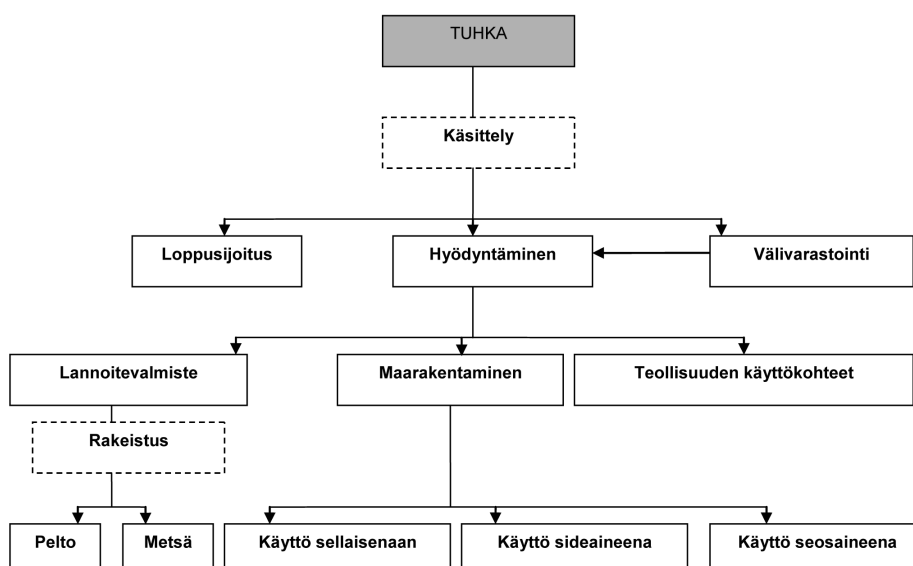 TUHKA
Käsittely
Loppusijoitus
Hyödyntäminen
Välivarastointi
Lannoitevalmiste
Maarakentaminen
Teollisuuden käyttökohteet
Rakeistus
Pelto
Metsä
Käyttö sellaisenaan
Käyttö sideaineena
Käyttö seosaineena